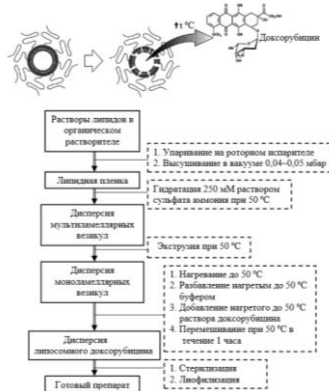 ↑t °C
Доксорубицин
Растворы липидов в
органическом
растворителе
1. Упаривание на роторном испарителе
2. Высушивание в вакууме 0,04–0,05 мбар
Липидная пленка
Гидратация 250 мМ раствором
сульфата аммония при 50 °C
Дисперсия
мультиламеллярных
везикул
Экструзия при 50 °C
Дисперсия
моноламеллярных
везикул
1. Нагревание до 50 °C
2. Разбавление нагретым до 50 °C
буфером
3. Добавление нагретого до 50 °C
раствора доксорубицина
4. Перемешивание при 50 °C в
течение 1 часа
Дисперсия
липосомного доксорубицина
1. Стерилизация
2. Лиофилизация
Готовый препарат